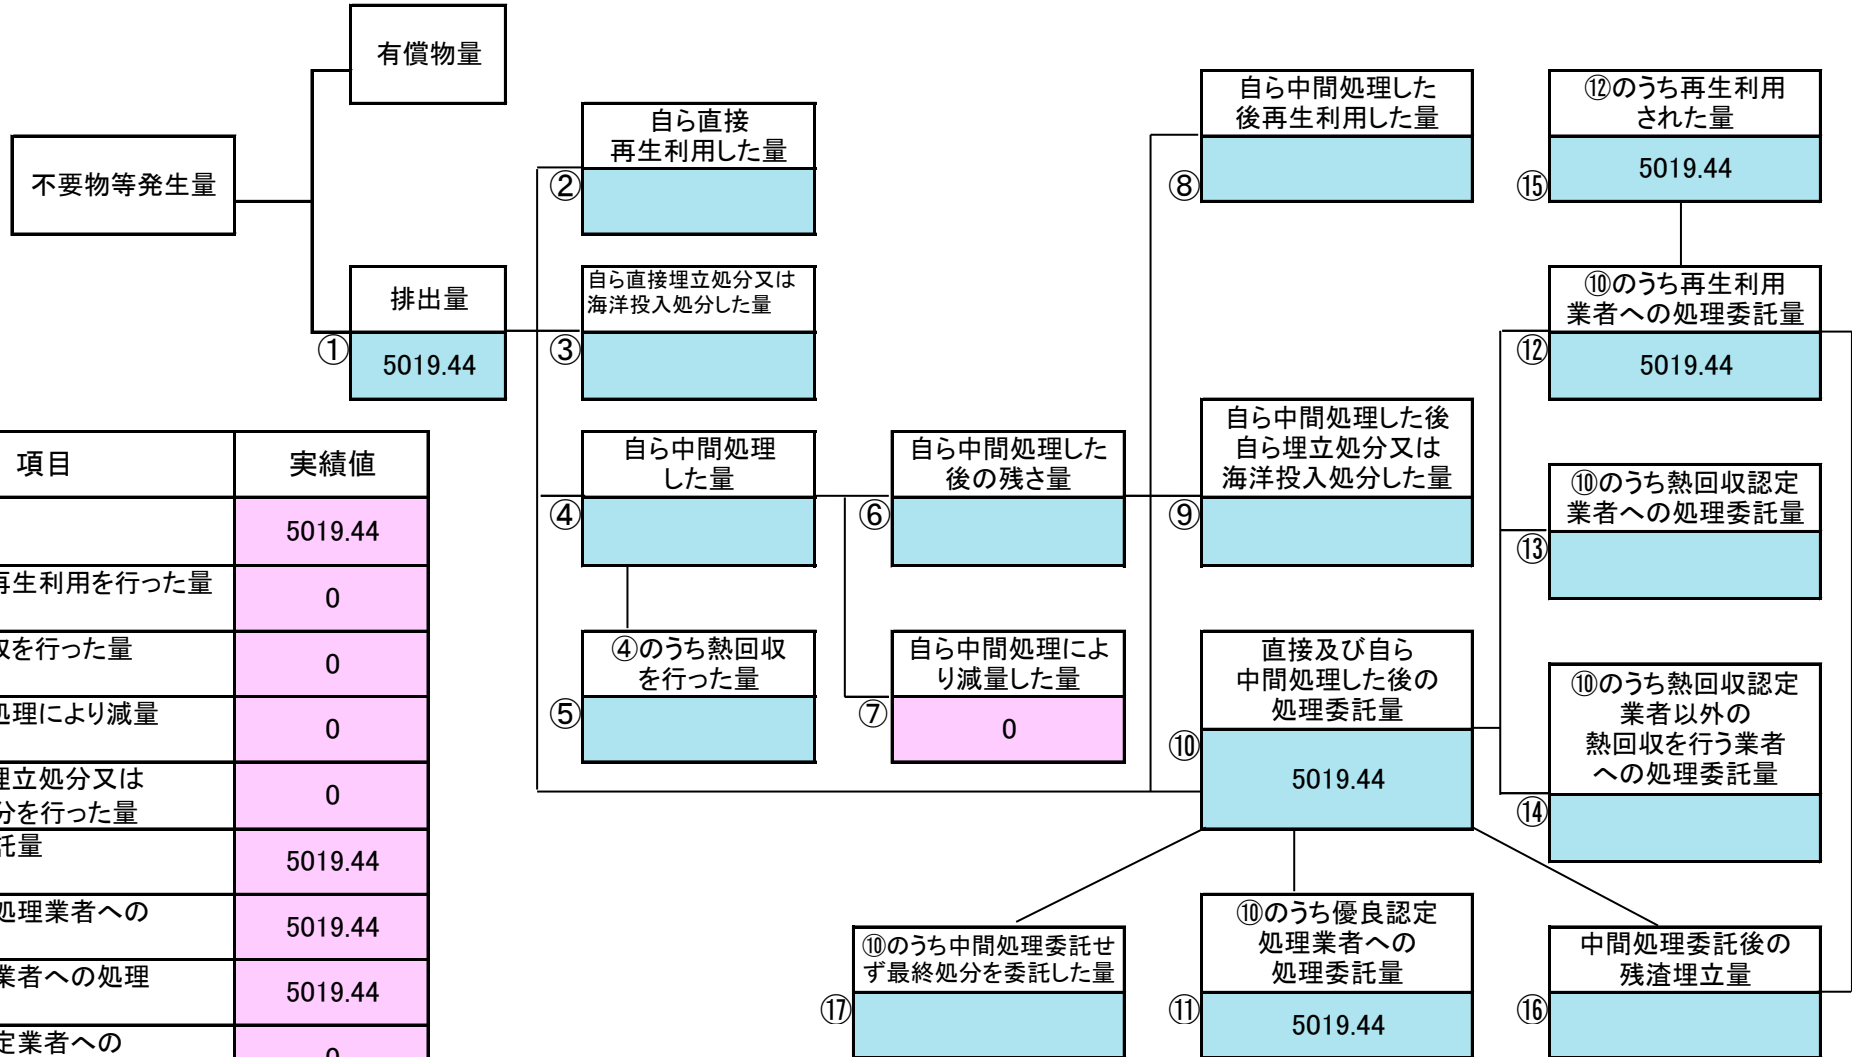 有償物量
不要物等発生量
排出量
①
5019.44
自ら直接
再生利用した量
②
自ら直接埋立処分又は
海洋投入処分した量
③
自ら中間処理
した量
④
④のうち熱回収
を行った量
⑤
自ら中間処理した
後の残さ量
⑥
自ら中間処理によ
り減量した量
⑦
0
自ら中間処理した
後再生利用した量
⑧
自ら中間処理した後
自ら埋立処分又は
海洋投入処分した量
⑨
直接及び自ら
中間処理した後の
処理委託量
⑩
5019.44
⑫のうち再生利用
された量
⑮
5019.44
⑩のうち再生利用
業者への処理委託量
⑫
5019.44
⑩のうち熱回収認定
業者への処理委託量
⑬
⑩のうち熱回収認定
業者以外の
熱回収を行う業者
への処理委託量
⑭
⑩のうち中間処理委託せ
ず最終処分を委託した量
⑰
⑩のうち優良認定
処理業者への
処理委託量
⑪
5019.44
中間処理委託後の
残渣埋立量
⑯
項目 実績値
5019.44
再生利用を行った量 0
を行った量 0
処理により減量 0
埋立処分又は
を行った量 0
託量 5019.44
処理業者への 5019.44
業者への処理 5019.44
定業者への